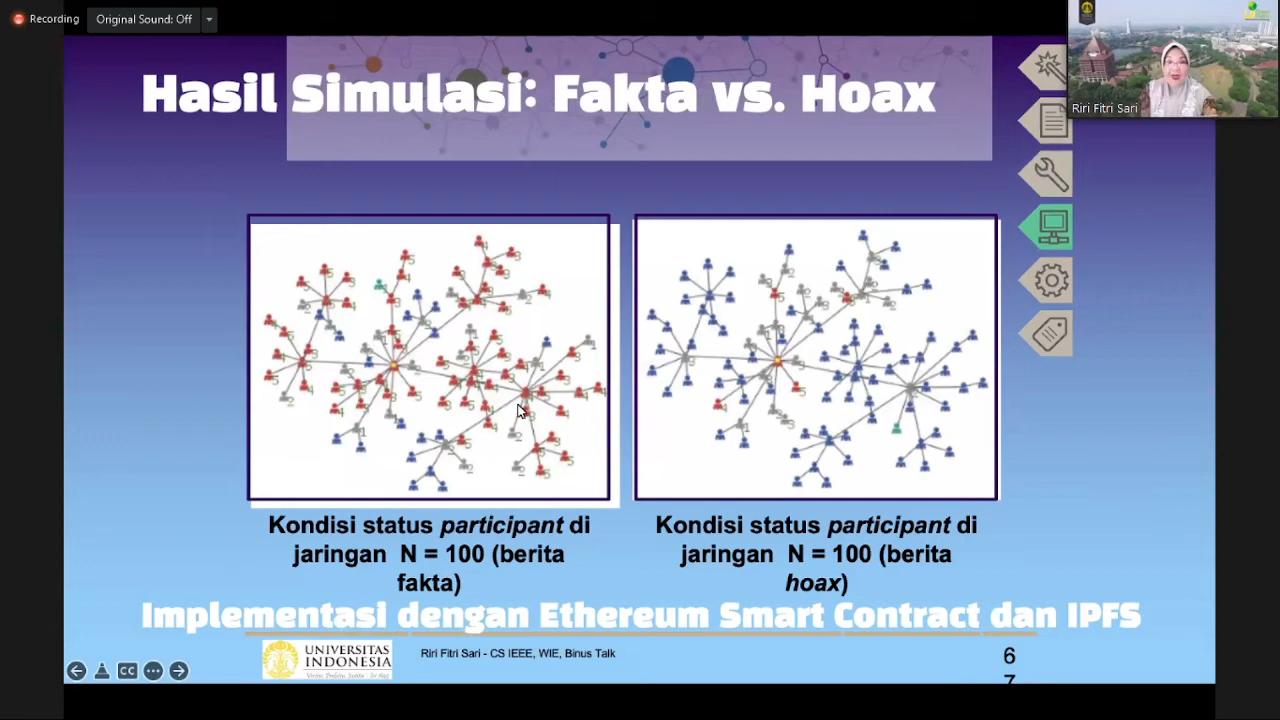 Recording
Original Sound: Off
Riri Fitri Sari
Hasil Simulasi: Fakta vs. Hoax
Kondisi status participant di
jaringan N = 100 (berita
fakta)
Kondisi status participant di
jaringan N = 100 (berita
hoax)
Implementasi dengan Ethereum Smart Contract dan IPFS
UNIVERSITAS
INDONESIA
Riri Fitri Sari - CS IEEE, WIE, Binus Talk
6
7
CC